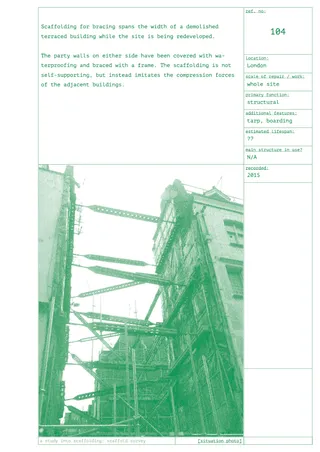 Scaffolding for bracing spans the width of a demolished
terraced building while the site is being redeveloped.
The party walls on either side have been covered with wa-
terproofing and braced with a frame. The scaffolding is not
self-supporting, but instead imitates the compression forces
of the adjacent buildings.
ref. no:
104
location:
London
scale of repair / work:
whole site
primary function:
structural
additional features:
tarp, boarding
estimated lifespan:
??
main structure in use?
N/A
recorded:
2015
a study into scaffolding: scaffold survey
[situation photo]